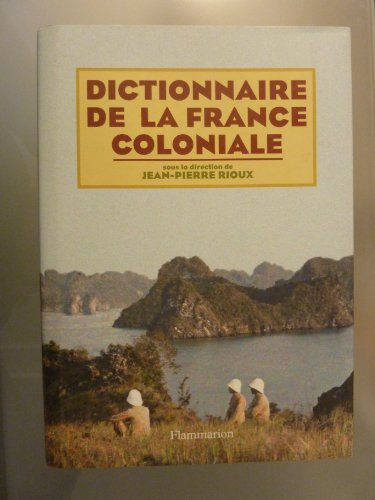 DICTIONNAIRE
DE LA FRANCE
COLONIALE
sous la direction de
JEAN-PIERRE RIOUX
Flammarion